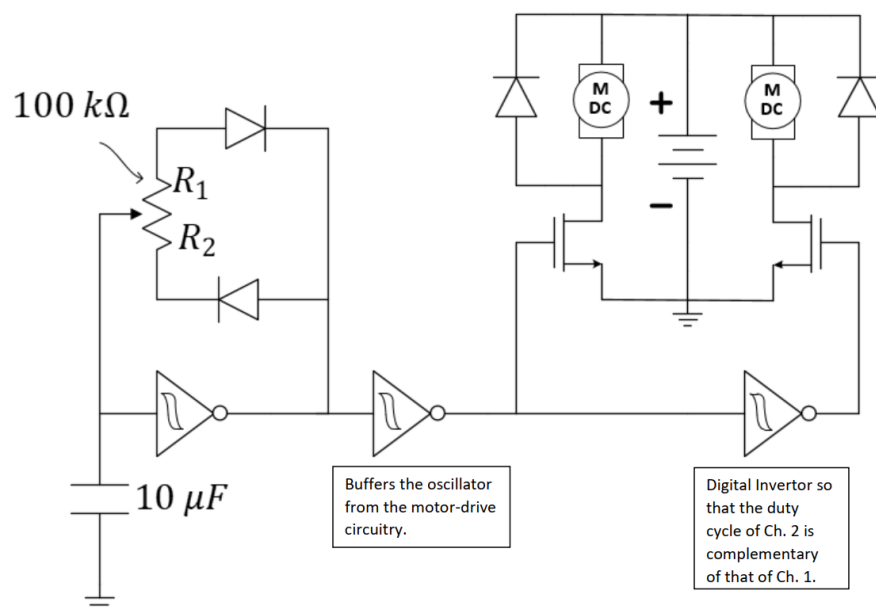 100 kΩ
R1
R2
10 μF
M
DC
+
−
M
DC
Buffers the oscillator
from the motor-drive
circuitry.
Digital Invertor so
that the duty
cycle of Ch. 2 is
complementary
of that of Ch. 1.